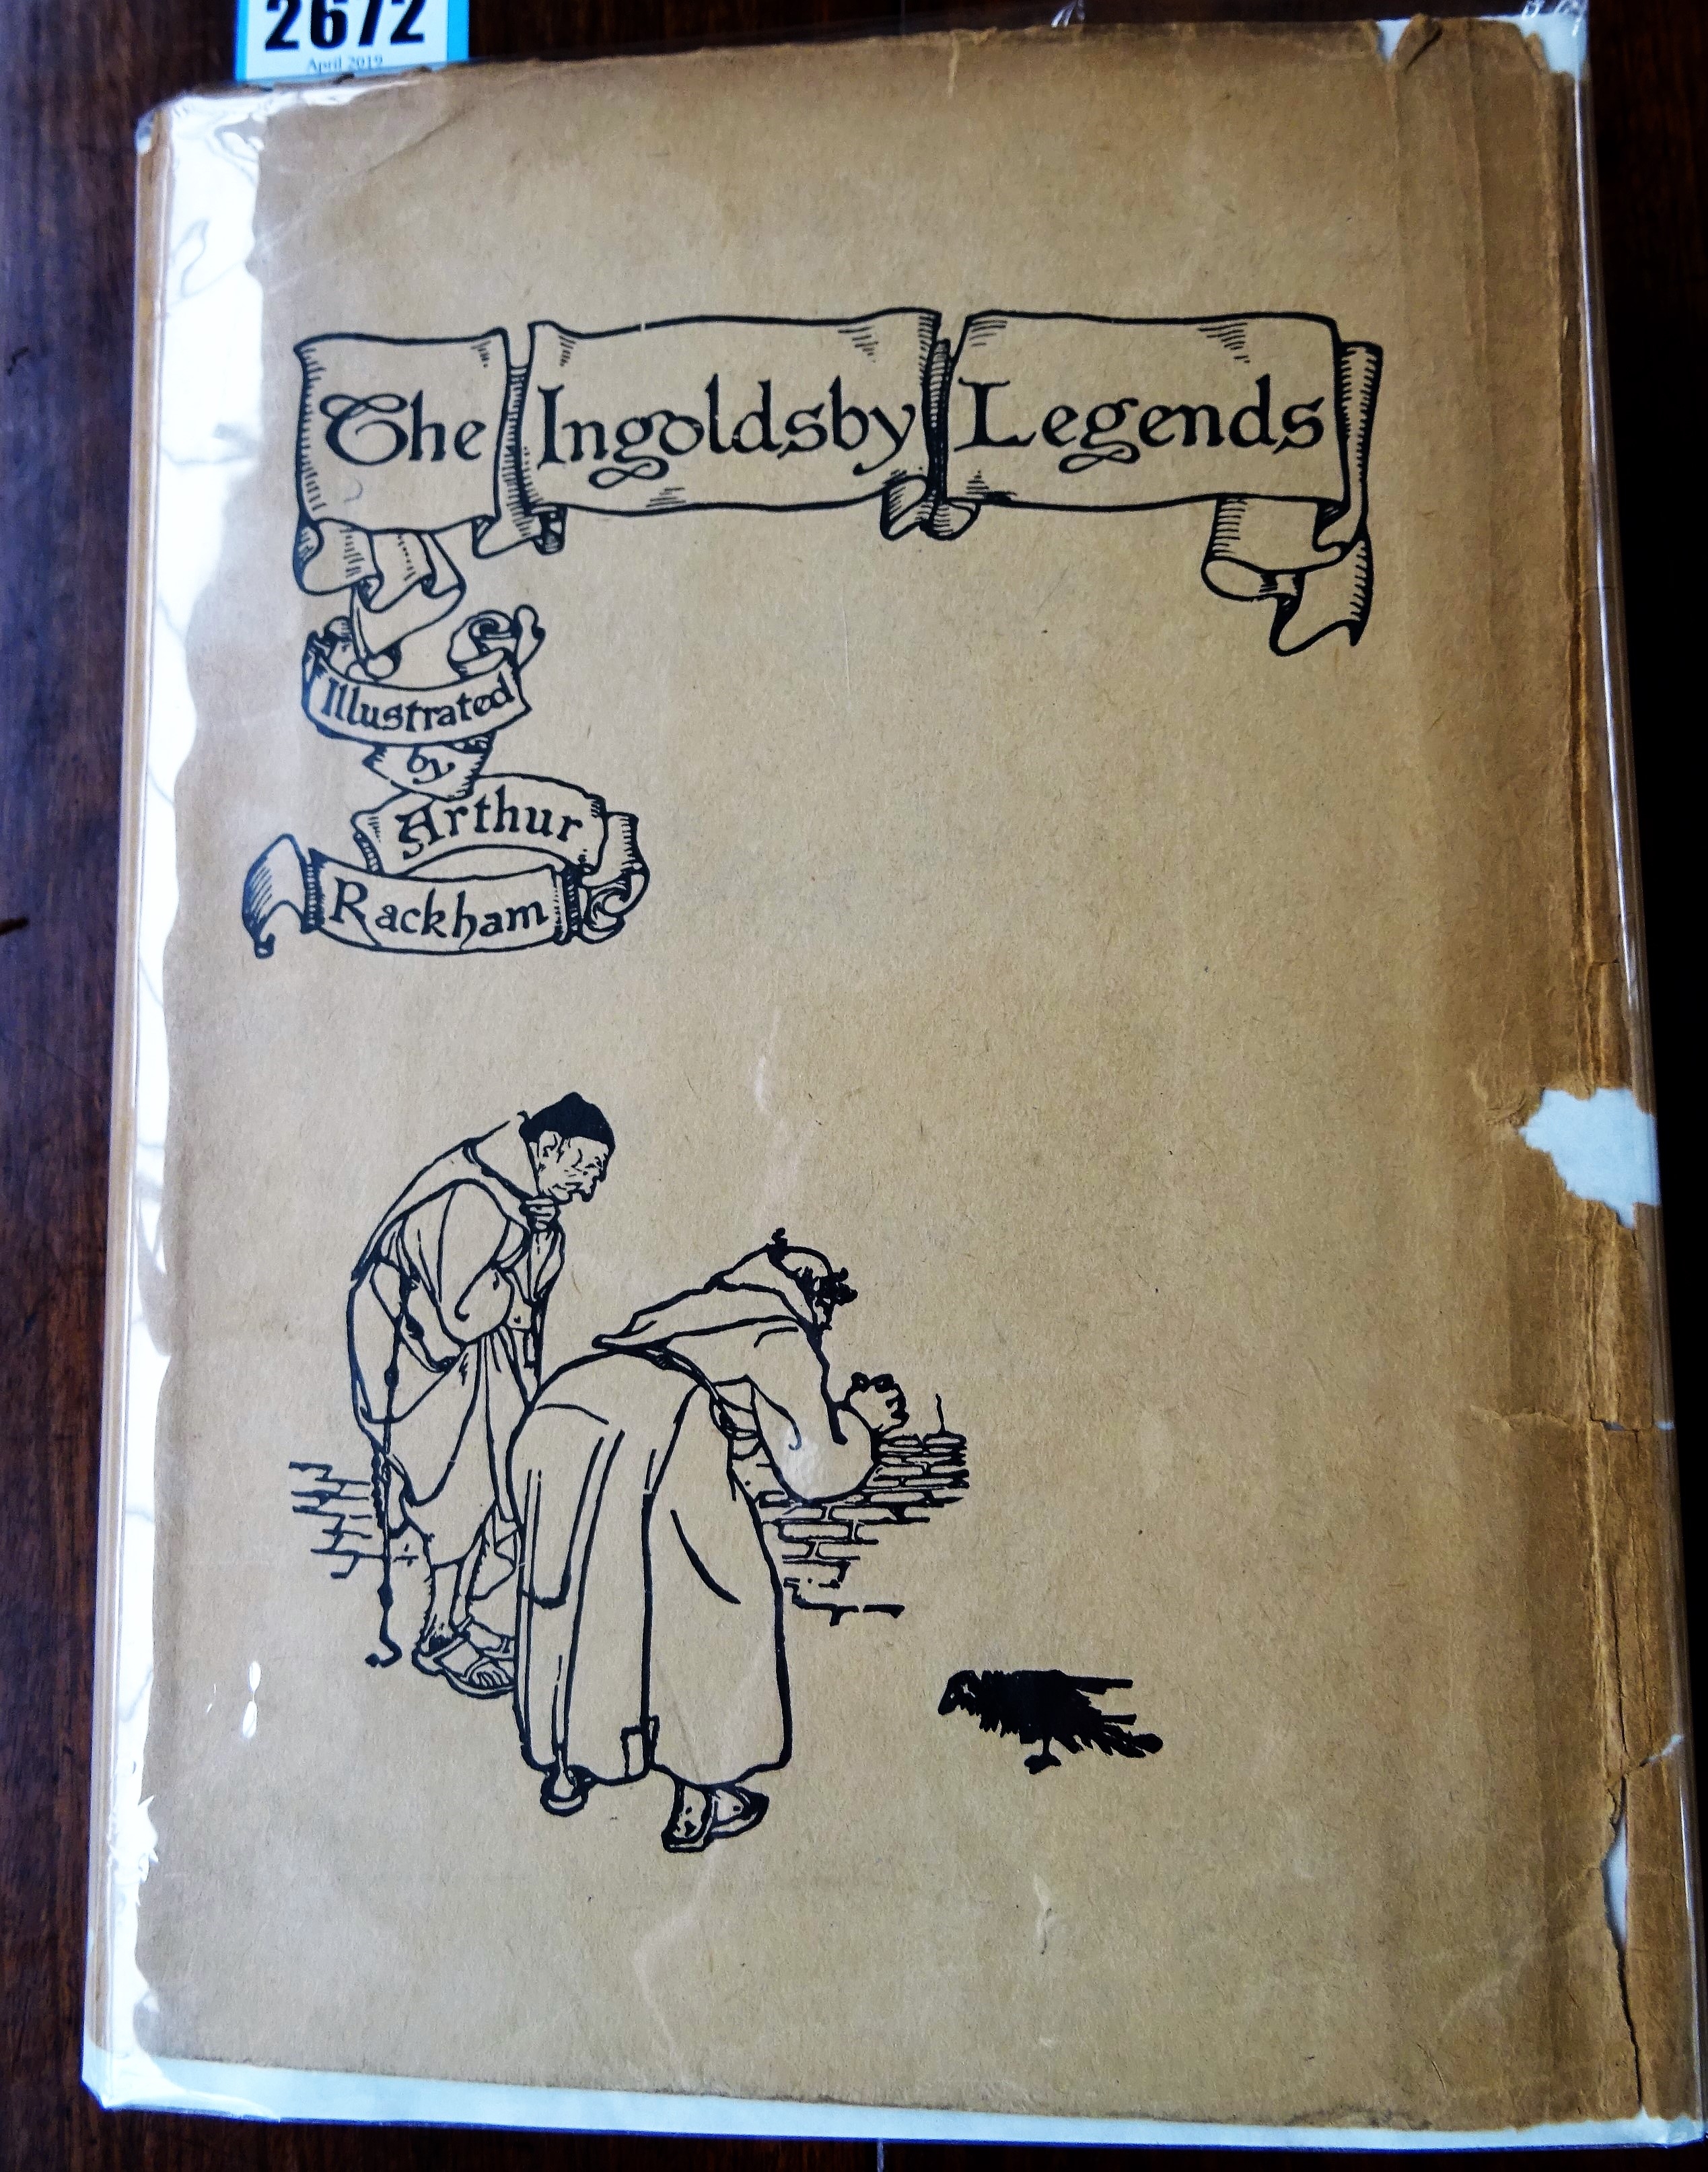 2672
April 2019
The Ingoldsby Legends
Illustrated
by
Arthur
Rackham